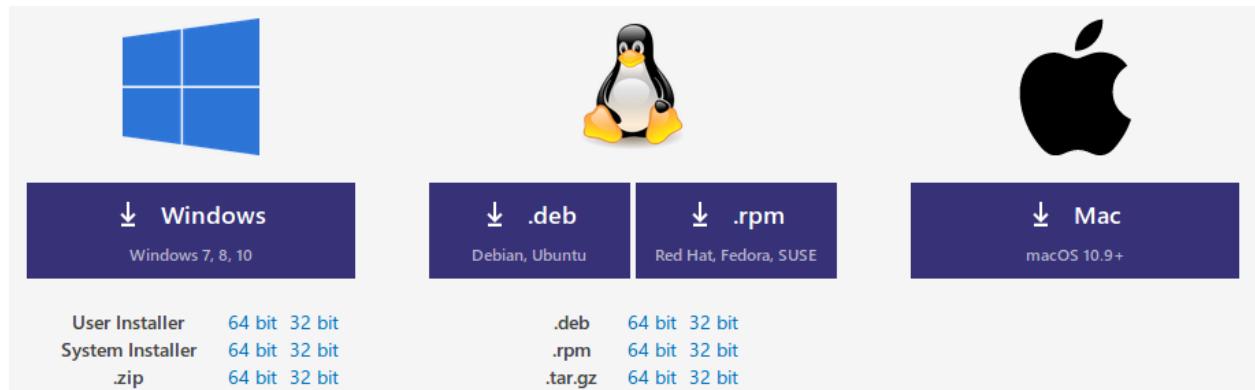 Windows
Windows 7, 8, 10
.deb
Debian, Ubuntu
.rpm
Red Hat, Fedora, SUSE
Mac
macOS 10.9+
User Installer 64 bit 32 bit
System Installer 64 bit 32 bit
.zip 64 bit 32 bit
.deb 64 bit 32 bit
.rpm 64 bit 32 bit
.tar.gz 64 bit 32 bit